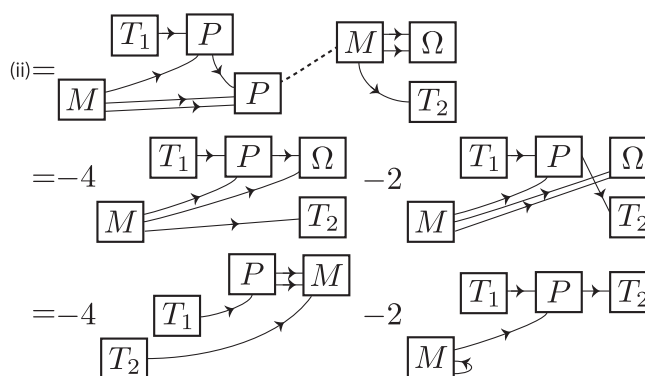 T₁ P M Ω
(ii)=
M P T₂
T₁ P Ω T₁ P Ω
=−4 −2
M T₂ M T₂
P M T₁ P T₂
=−4 −2
T₁
T₂ M